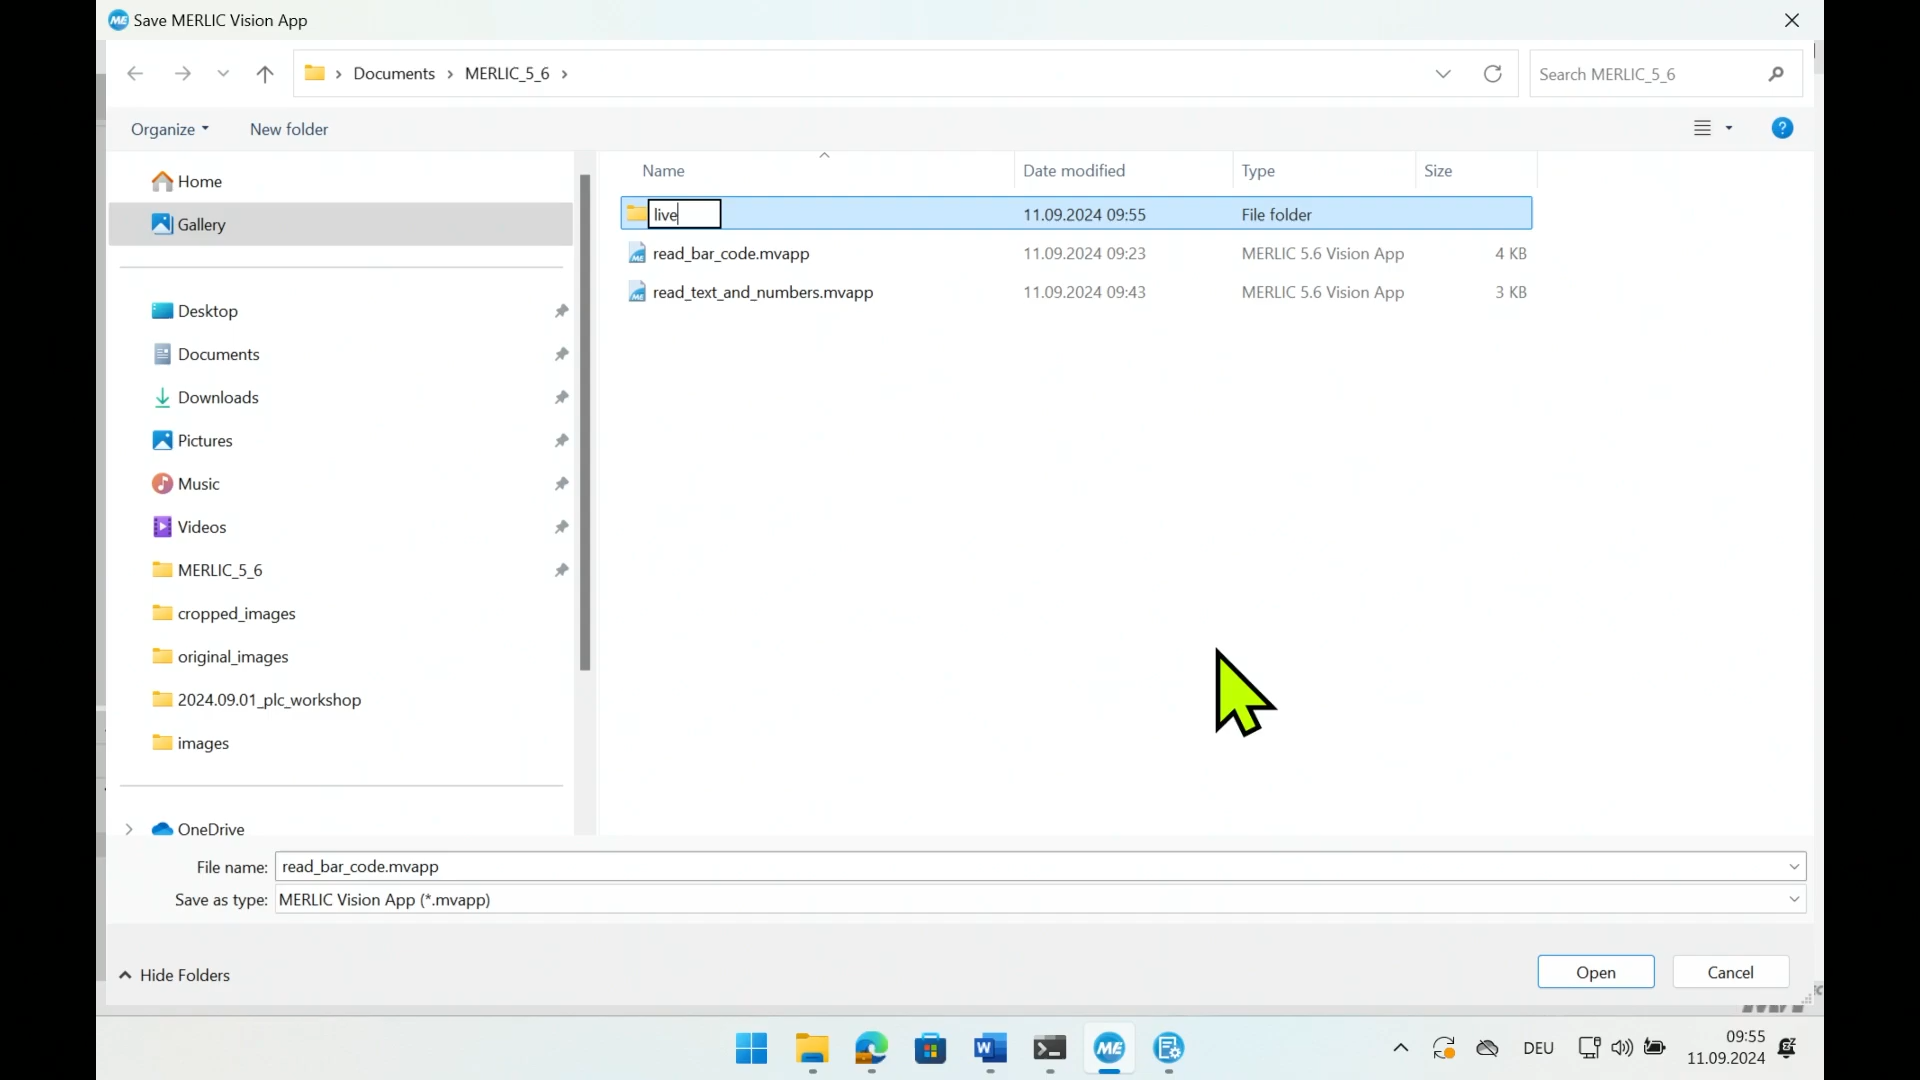 ME Save MERLIC Vision App
Documents > MERLIC_5_6 >
Search MERLIC_5_6
Organize
New folder
?
Name
Date modified
Type
Size
Home
Gallery
Desktop
Documents
Downloads
Pictures
Music
Videos
MERLIC_5_6
cropped_images
original_images
2024.09.01_plc_workshop
images
OneDrive
live
11.09.2024 09:55
File folder
read_bar_code.mvapp
11.09.2024 09:23
MERLIC 5.6 Vision App
4 KB
read_text_and_numbers.mvapp
11.09.2024 09:43
MERLIC 5.6 Vision App
3 KB
File name: read_bar_code.mvapp
Save as type: MERLIC Vision App (*.mvapp)
Hide Folders
Open
Cancel
W
ME
DEU
09:55
11.09.2024